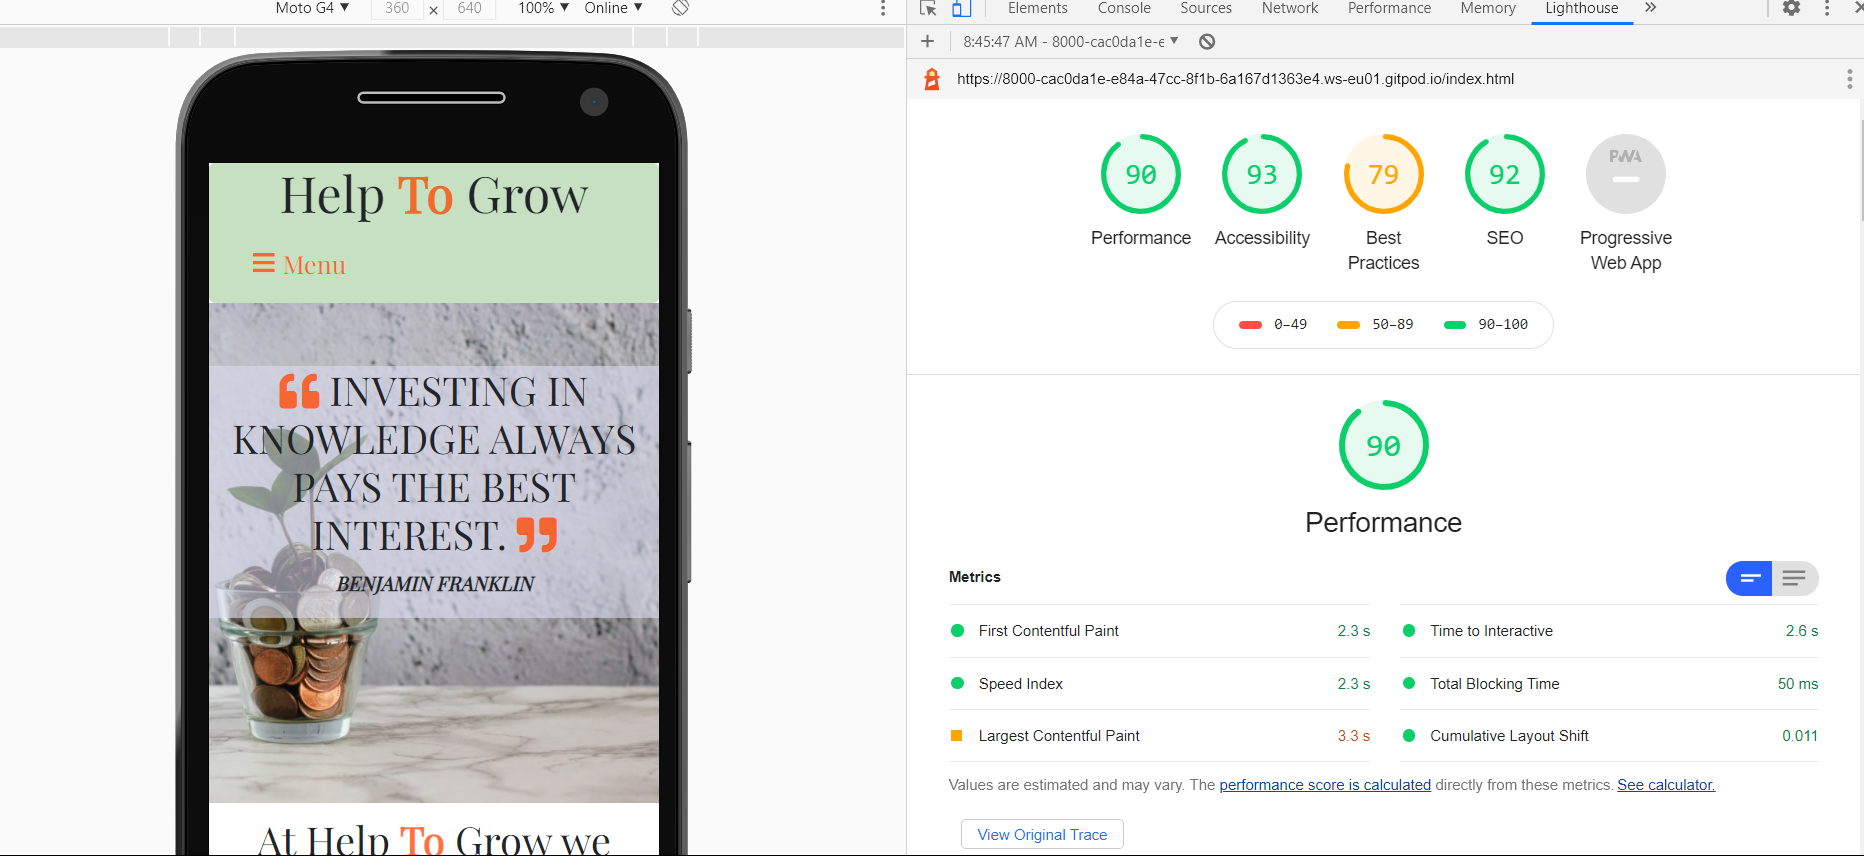 Moto G4 ▼ 360 × 640 100% ▼ Online ▼
Elements Console Sources Network Performance Memory Lighthouse »
+ 8:45:47 AM - 8000-cac0da1e-e ▼
https://8000-cac0da1e-e84a-47cc-8f1b-6a167d1363e4.ws-eu01.gitpod.io/index.html
Help To Grow
Menu
❝ INVESTING IN
KNOWLEDGE ALWAYS
PAYS THE BEST
INTEREST. ❞
BENJAMIN FRANKLIN
At Help To Grow we
90 93 79 92 PWA
Performance Accessibility Best Practices SEO Progressive Web App
0–49 50–89 90–100
90
Performance
Metrics
First Contentful Paint 2.3 s
Time to Interactive 2.6 s
Speed Index 2.3 s
Total Blocking Time 50 ms
Largest Contentful Paint 3.3 s
Cumulative Layout Shift 0.011
Values are estimated and may vary. The performance score is calculated directly from these metrics. See calculator.
View Original Trace